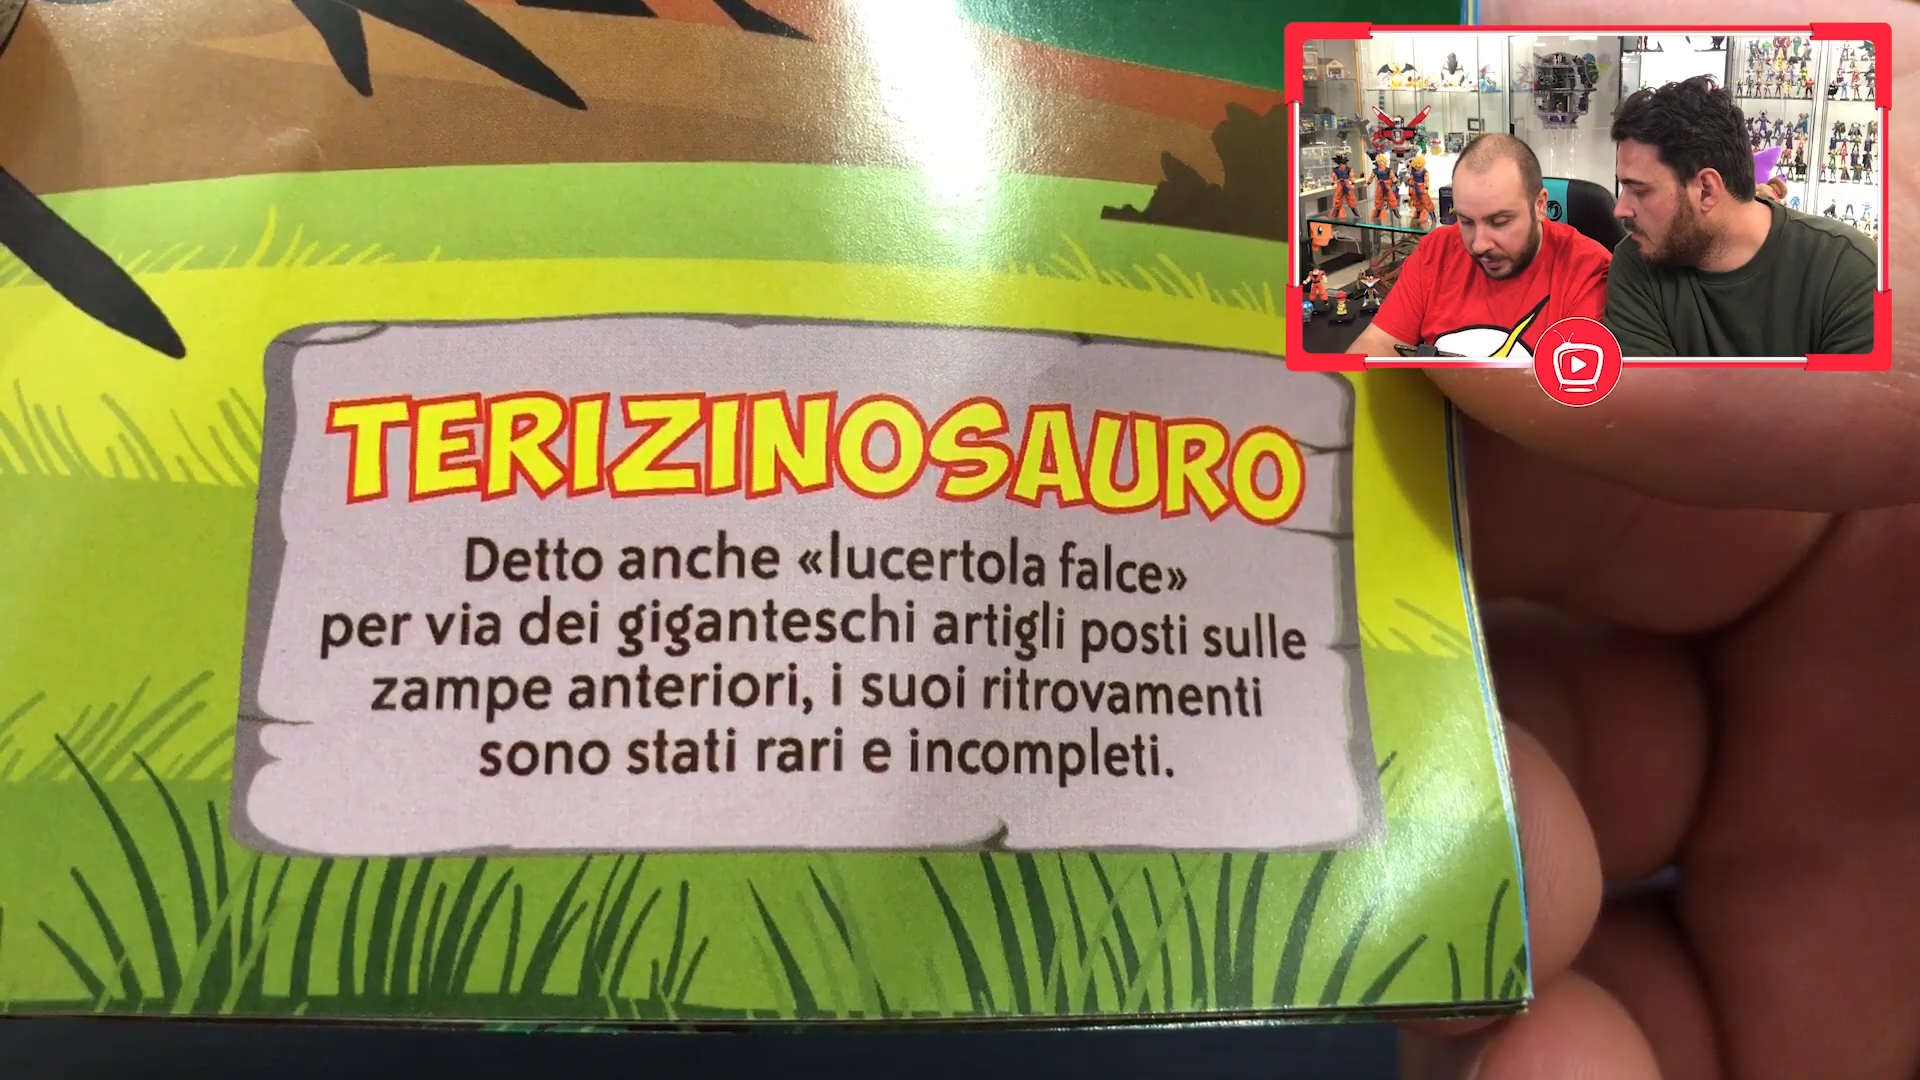 TERIZINOSAURO
Detto anche «lucertola falce»
per via dei giganteschi artigli posti sulle
zampe anteriori, i suoi ritrovamenti
sono stati rari e incompleti.